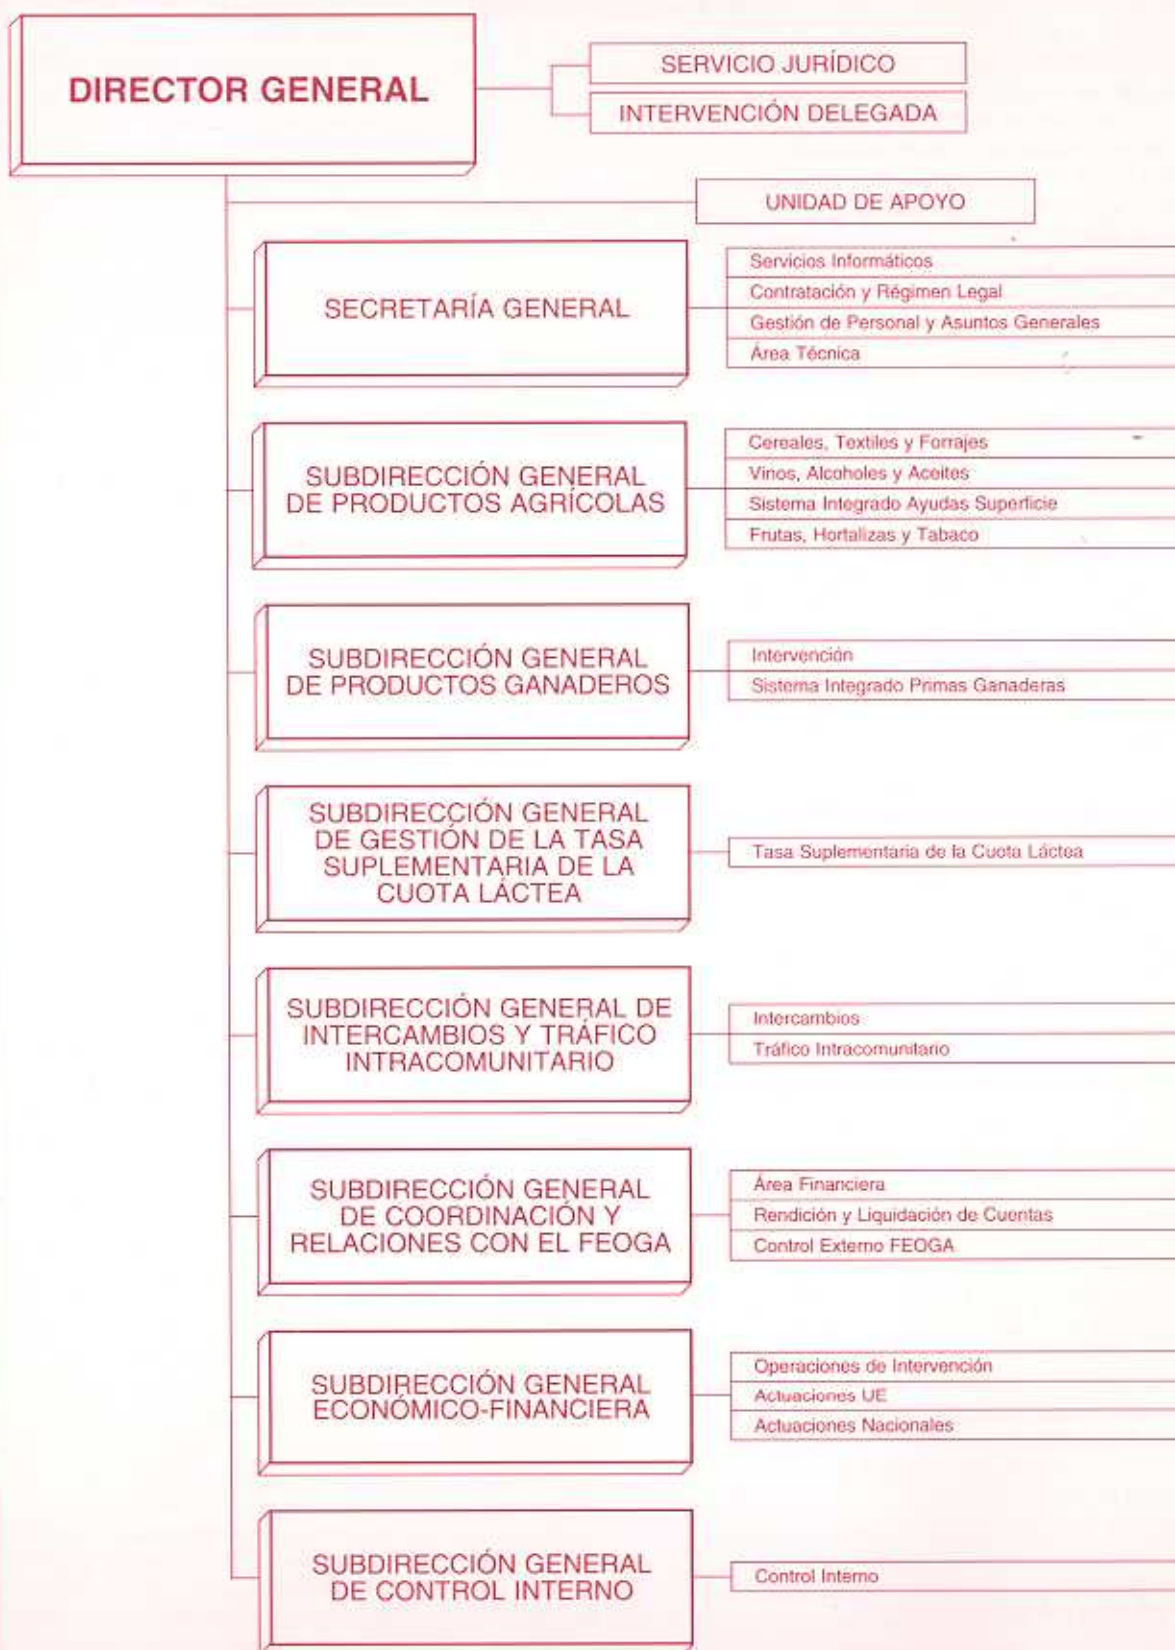 DIRECTOR GENERAL
SERVICIO JURÍDICO
INTERVENCIÓN DELEGADA
UNIDAD DE APOYO
SECRETARÍA GENERAL
Servicios Informáticos
Contratación y Régimen Legal
Gestión de Personal y Asuntos Generales
Área Técnica
SUBDIRECCIÓN GENERAL
DE PRODUCTOS AGRÍCOLAS
Cereales, Textiles y Forrajes
Vinos, Alcoholes y Aceites
Sistema Integrado Ayudas Superficie
Frutas, Hortalizas y Tabaco
SUBDIRECCIÓN GENERAL
DE PRODUCTOS GANADEROS
Intervención
Sistema Integrado Primas Ganaderas
SUBDIRECCIÓN GENERAL
DE GESTIÓN DE LA TASA
SUPLEMENTARIA DE LA
CUOTA LÁCTEA
Tasa Suplementaria de la Cuota Láctea
SUBDIRECCIÓN GENERAL DE
INTERCAMBIOS Y TRÁFICO
INTRACOMUNITARIO
Intercambios
Tráfico Intracomunitario
SUBDIRECCIÓN GENERAL
DE COORDINACIÓN Y
RELACIONES CON EL FEOGA
Área Financiera
Rendición y Liquidación de Cuentas
Control Externo FEOGA
SUBDIRECCIÓN GENERAL
ECONÓMICO-FINANCIERA
Operaciones de Intervención
Actuaciones UE
Actuaciones Nacionales
SUBDIRECCIÓN GENERAL
DE CONTROL INTERNO
Control Interno